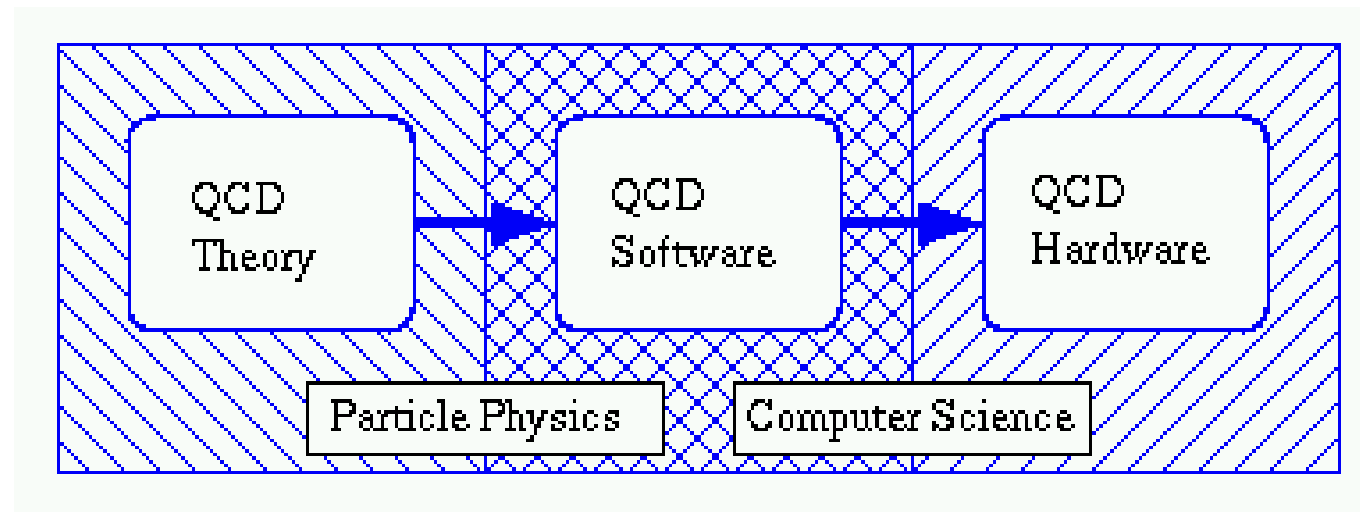 QCD
Theory
QCD
Software
QCD
Hardware
Particle Physics
Computer Science